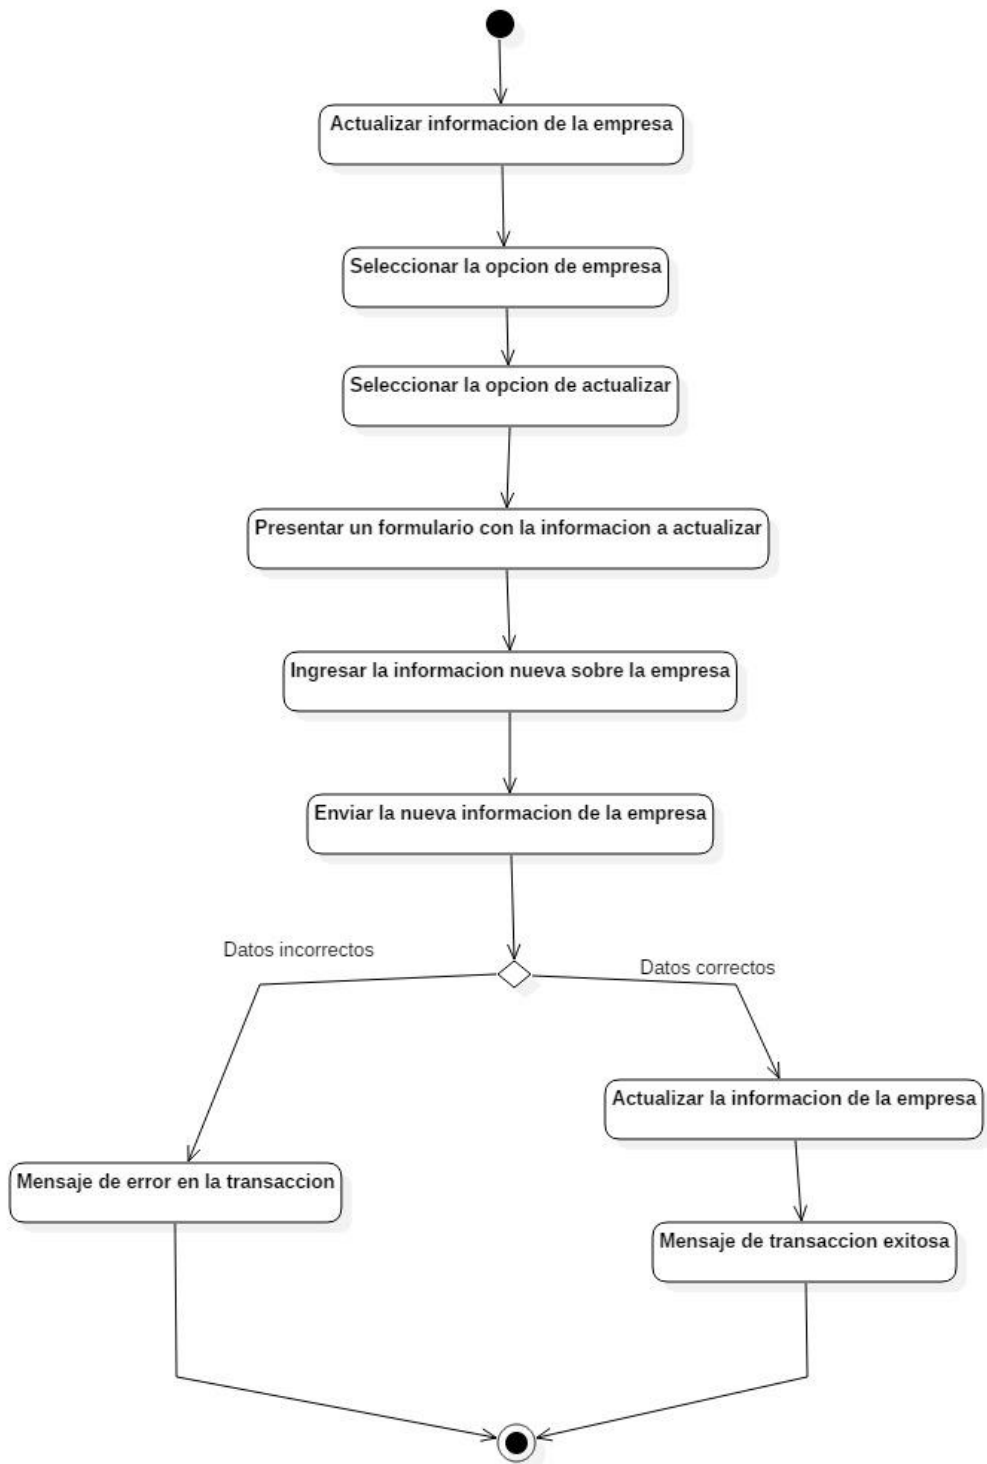 Actualizar informacion de la empresa
Seleccionar la opcion de empresa
Seleccionar la opcion de actualizar
Presentar un formulario con la informacion a actualizar
Ingresar la informacion nueva sobre la empresa
Enviar la nueva informacion de la empresa
Datos incorrectos
Datos correctos
Actualizar la informacion de la empresa
Mensaje de error en la transaccion
Mensaje de transaccion exitosa